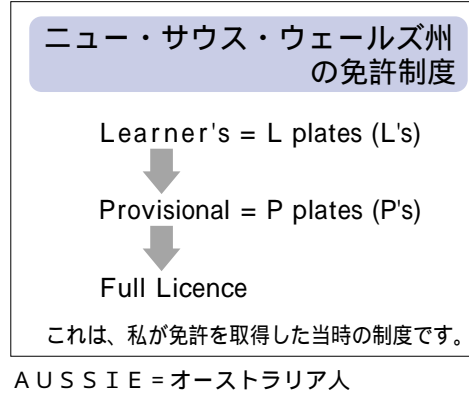 ニュー・サウス・ウェールズ州
の免許制度
Learner's = L plates (L's)
Provisional = P plates (P's)
Full Licence
これは、私が免許を取得した当時の制度です。
ＡＵＳＳＩＥ＝オーストラリア人